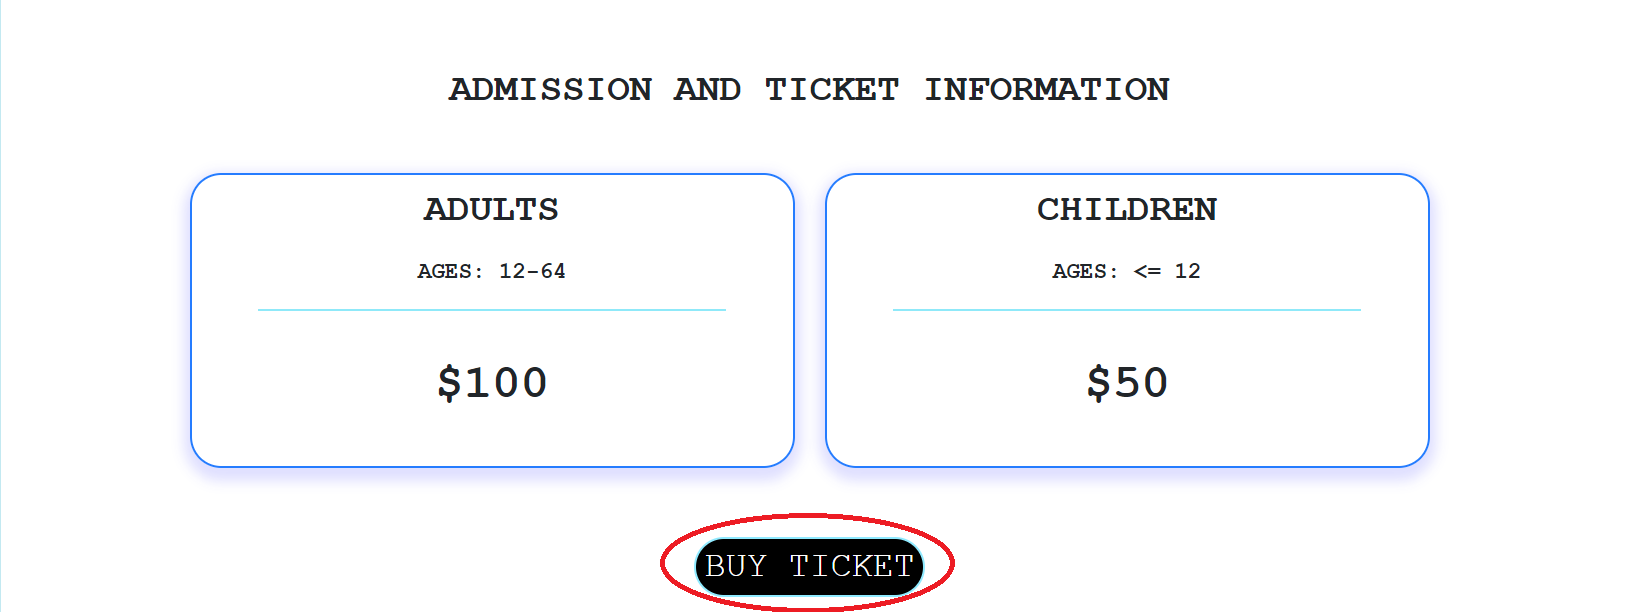 ADMISSION AND TICKET INFORMATION
ADULTS
AGES: 12-64
$100
CHILDREN
AGES: <= 12
$50
BUY TICKET